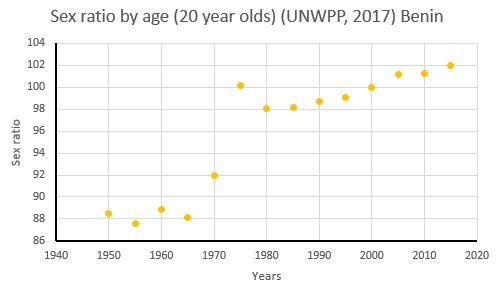 Sex ratio by age (20 year olds) (UNWPP, 2017) Benin
104
102
100
98
96
94
92
90
88
86
Sex ratio
1940 1950 1960 1970 1980 1990 2000 2010 2020
Years